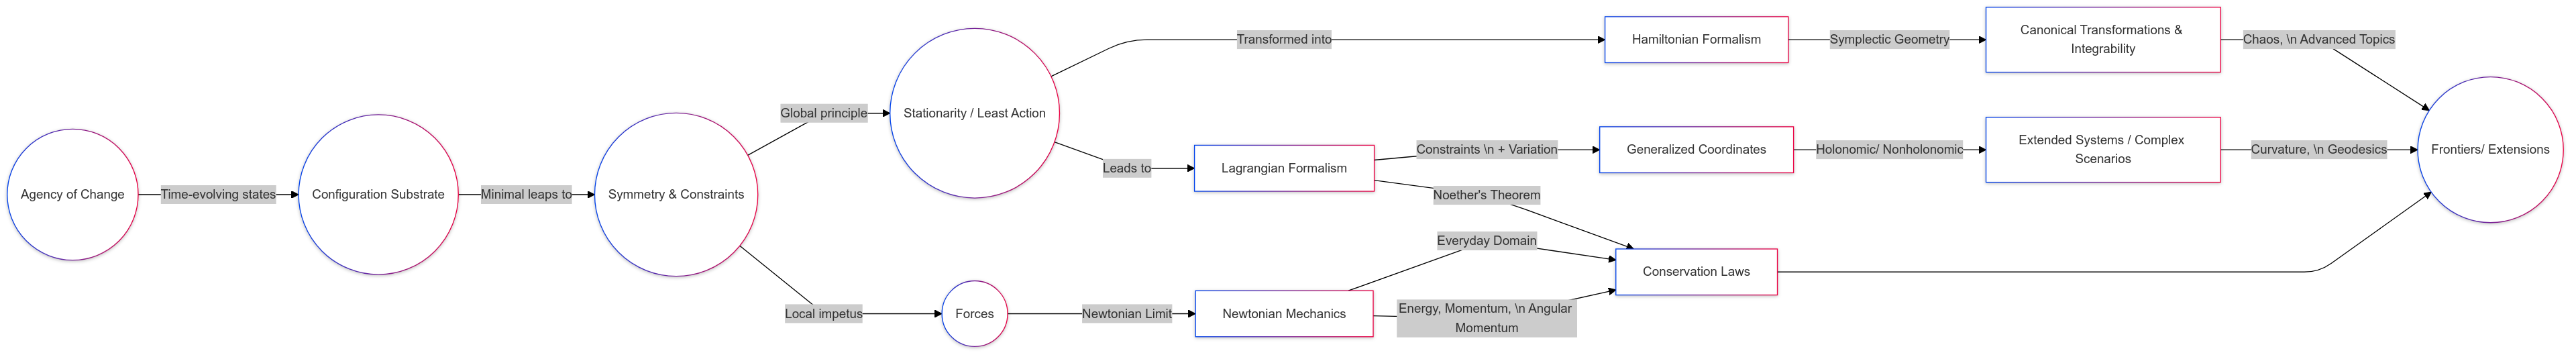 Agency of Change
Time-evolving states
Configuration Substrate
Minimal leaps to
Symmetry & Constraints
Global principle
Local impetus
Stationarity / Least Action
Forces
Transformed into
Leads to
Newtonian Limit
Lagrangian Formalism
Newtonian Mechanics
Constraints \n + Variation
Noether's Theorem
Everyday Domain
Energy, Momentum, \n Angular
Momentum
Hamiltonian Formalism
Generalized Coordinates
Conservation Laws
Symplectic Geometry
Holonomic/ Nonholonomic
Canonical Transformations &
Integrability
Extended Systems / Complex
Scenarios
Chaos, \n Advanced Topics
Curvature, \n Geodesics
Frontiers/ Extensions